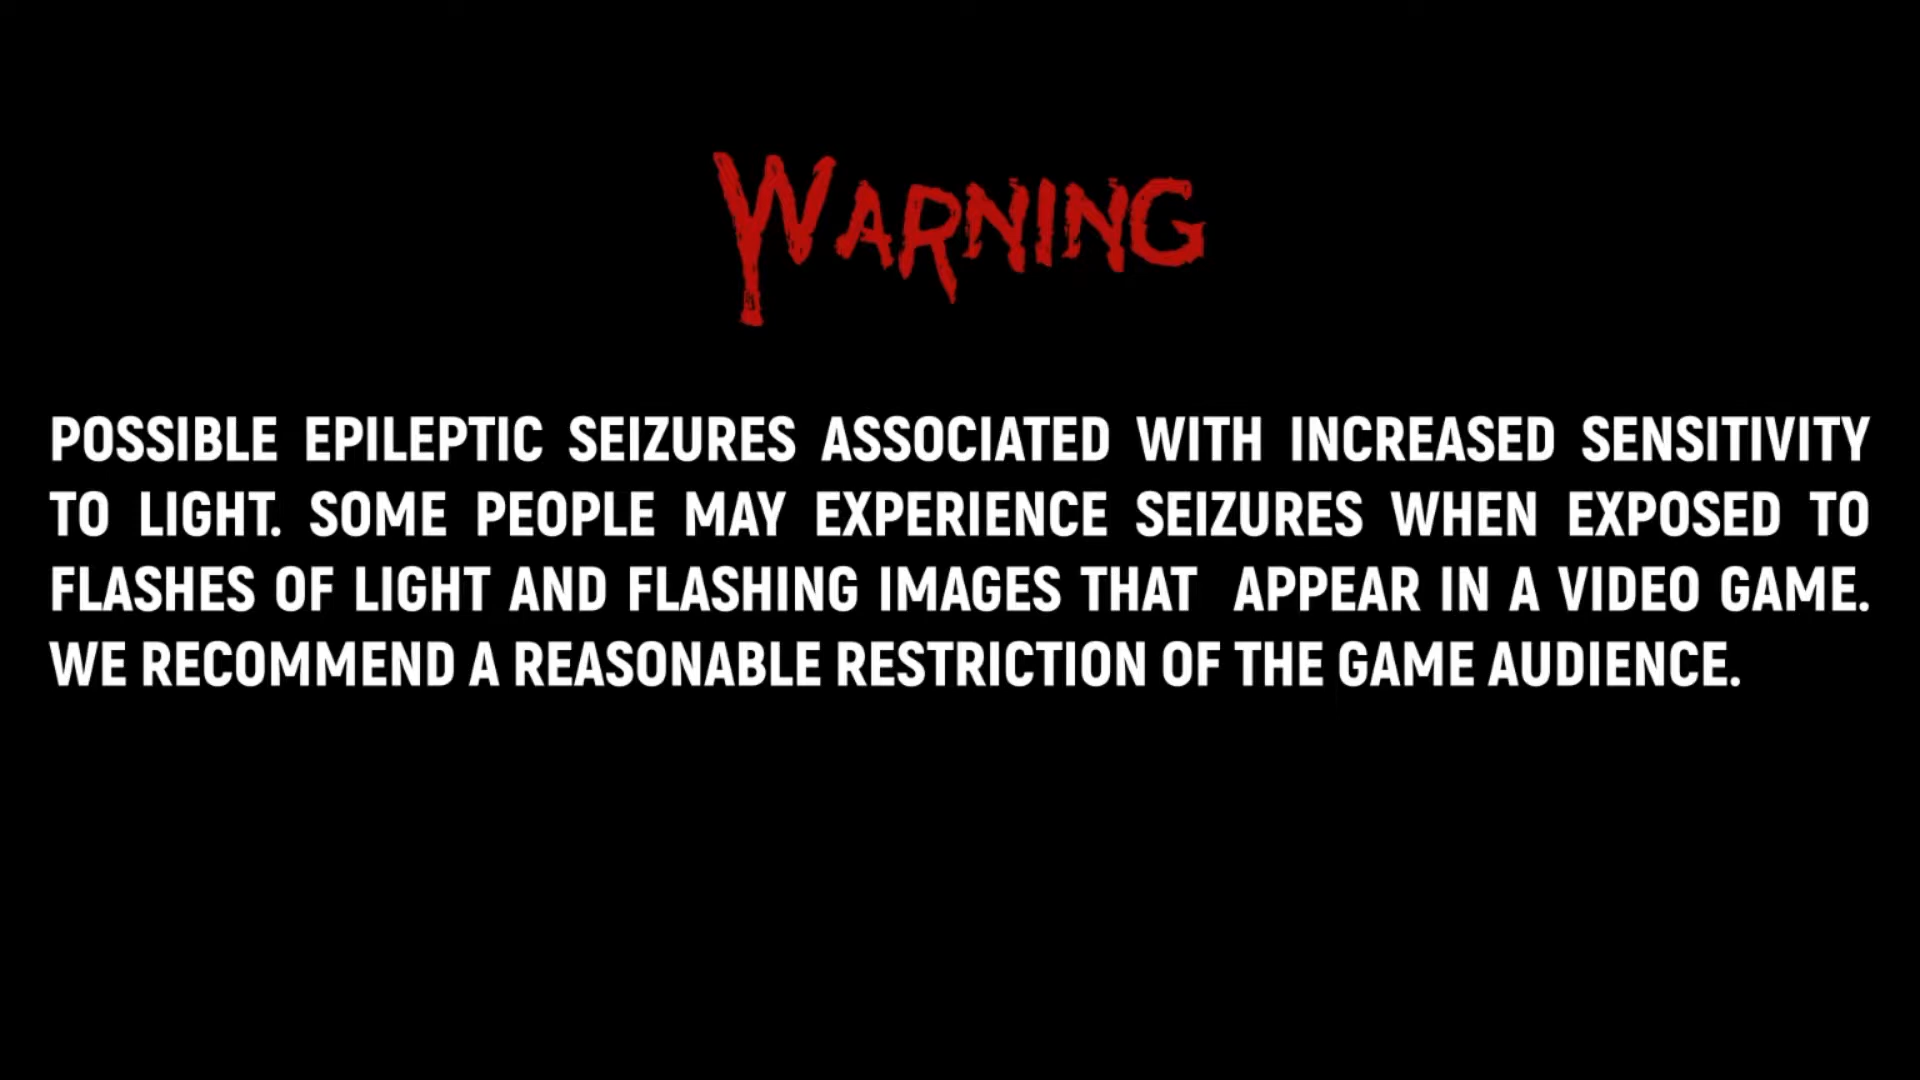 WARNING
POSSIBLE EPILEPTIC SEIZURES ASSOCIATED WITH INCREASED SENSITIVITY
TO LIGHT. SOME PEOPLE MAY EXPERIENCE SEIZURES WHEN EXPOSED TO
FLASHES OF LIGHT AND FLASHING IMAGES THAT  APPEAR IN A VIDEO GAME.
WE RECOMMEND A REASONABLE RESTRICTION OF THE GAME AUDIENCE.